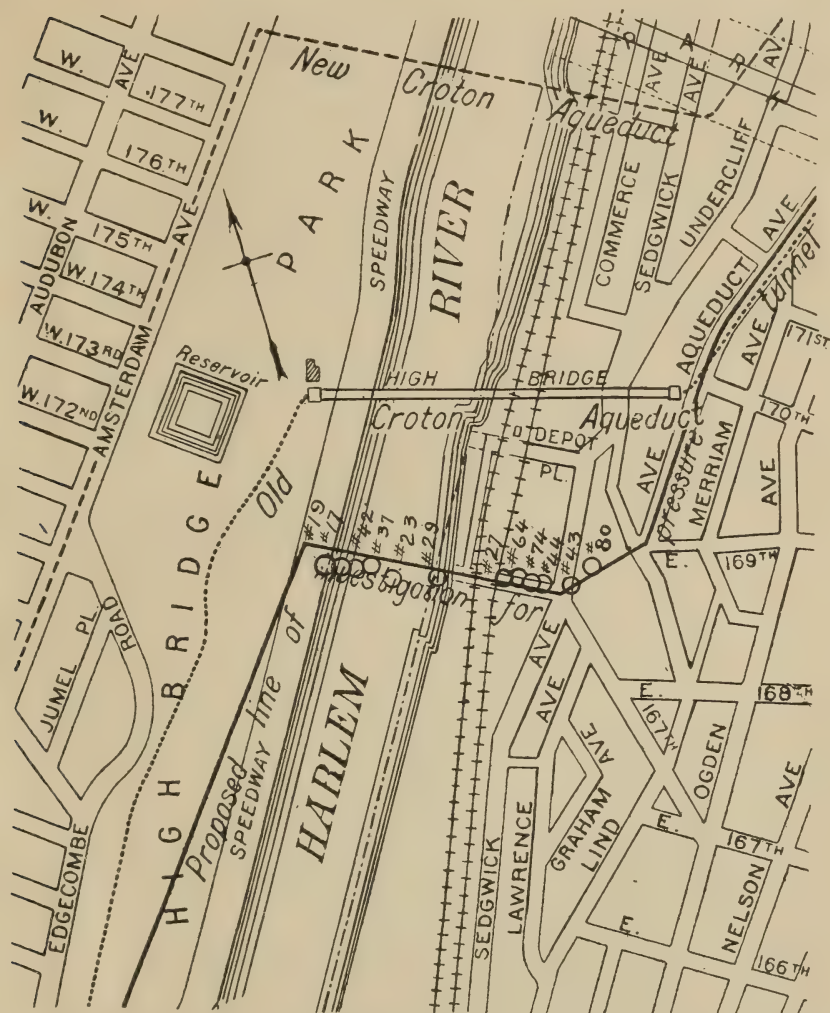 New Croton Aqueduct
W.
AVE
177TH
W.
176TH
W.
175TH
W.174TH
W.173RD
W.172ND
AUDUBON
AMSTERDAM AVE
PARK
SPEEDWAY
RIVER
PARK
AVE
AVE
AV.
COMMERCE
SEDGWICK
UNDERCLIFF
AVE
AQUEDUCT
AVE
tunnel
171ST
Reservoir
HIGH BRIDGE
Old Croton Aqueduct
DEPOT
PL.
AVE
pressure
MERRIAM
AVE
170TH
#19
#17
#42
#37
#23
#29
#27
#64
#74
#44
#43
#80
E.
169TH
Proposed line of investigation for
HIGH BRIDGE
ROAD
JUMEL PL.
EDGECOMBE
SPEEDWAY
HARLEM
AVE
AVE
E.
168TH
167TH
OGDEN
AVE
GRAHAM
LIND
AVE
SEDGWICK
LAWRENCE
E.
167TH
NELSON
E.
166TH